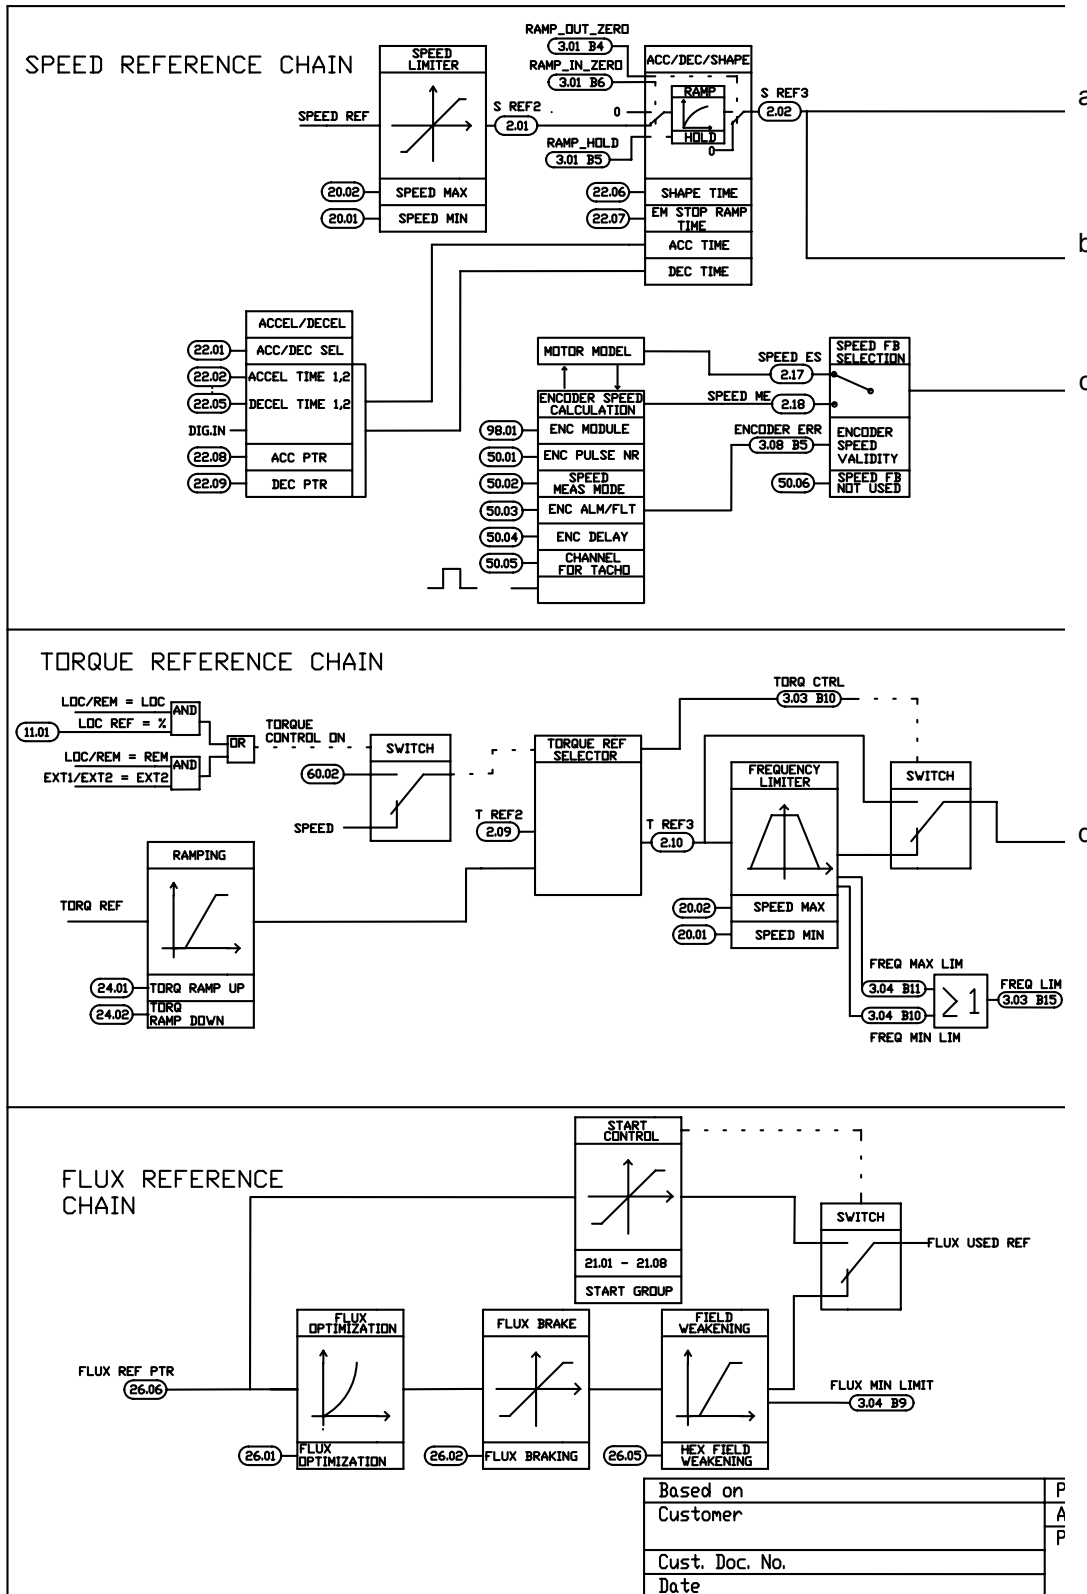 SPEED REFERENCE CHAIN
SPEED REF
SPEED
LIMITER
20.02
SPEED MAX
20.01
SPEED MIN
S REF2
2.01
RAMP_OUT_ZERO
3.01 B4
RAMP_IN_ZERO
3.01 B6
0
RAMP_HOLD
3.01 B5
ACC/DEC/SHAPE
RAMP
HOLD
0
22.06
SHAPE TIME
22.07
EM STOP RAMP
TIME
ACC TIME
DEC TIME
S REF3
2.02
a
b
ACCEL/DECEL
22.01
ACC/DEC SEL
22.02
ACCEL TIME 1,2
22.05
DECEL TIME 1,2
DIG.IN
22.08
ACC PTR
22.09
DEC PTR
MOTOR MODEL
ENCODER SPEED
CALCULATION
98.01
ENC MODULE
50.01
ENC PULSE NR
50.02
SPEED
MEAS MODE
50.03
ENC ALM/FLT
50.04
ENC DELAY
50.05
CHANNEL
FOR TACHO
SPEED ES
2.17
SPEED ME
2.18
ENCODER ERR
3.08 B5
50.06
SPEED FB
SELECTION
ENCODER
SPEED
VALIDITY
SPEED FB
NOT USED
TORQUE REFERENCE CHAIN
LOC/REM = LOC
11.01
LOC REF = %
AND
LOC/REM = REM
EXT1/EXT2 = EXT2
AND
OR
TORQUE
CONTROL ON
60.02
SPEED
SWITCH
TORQUE REF
SELECTOR
T REF2
2.09
TORQ REF
RAMPING
24.01
TORQ RAMP UP
24.02
TORQ
RAMP DOWN
T REF3
2.10
TORQ CTRL
3.03 B10
FREQUENCY
LIMITER
20.02
SPEED MAX
20.01
SPEED MIN
SWITCH
FREQ MAX LIM
3.04 B11
3.04 B10
FREQ MIN LIM
≥1
FREQ LIM
3.03 B15
FLUX REFERENCE
CHAIN
START
CONTROL
21.01 - 21.08
START GROUP
SWITCH
FLUX USED REF
FLUX REF PTR
26.06
FLUX
OPTIMIZATION
26.01
FLUX
OPTIMIZATION
FLUX BRAKE
26.02
FLUX BRAKING
FIELD
WEAKENING
26.05
HEX FIELD
WEAKENING
FLUX MIN LIMIT
3.04 B9
Based on
P
Customer
A
P
Cust. Doc. No.
Date